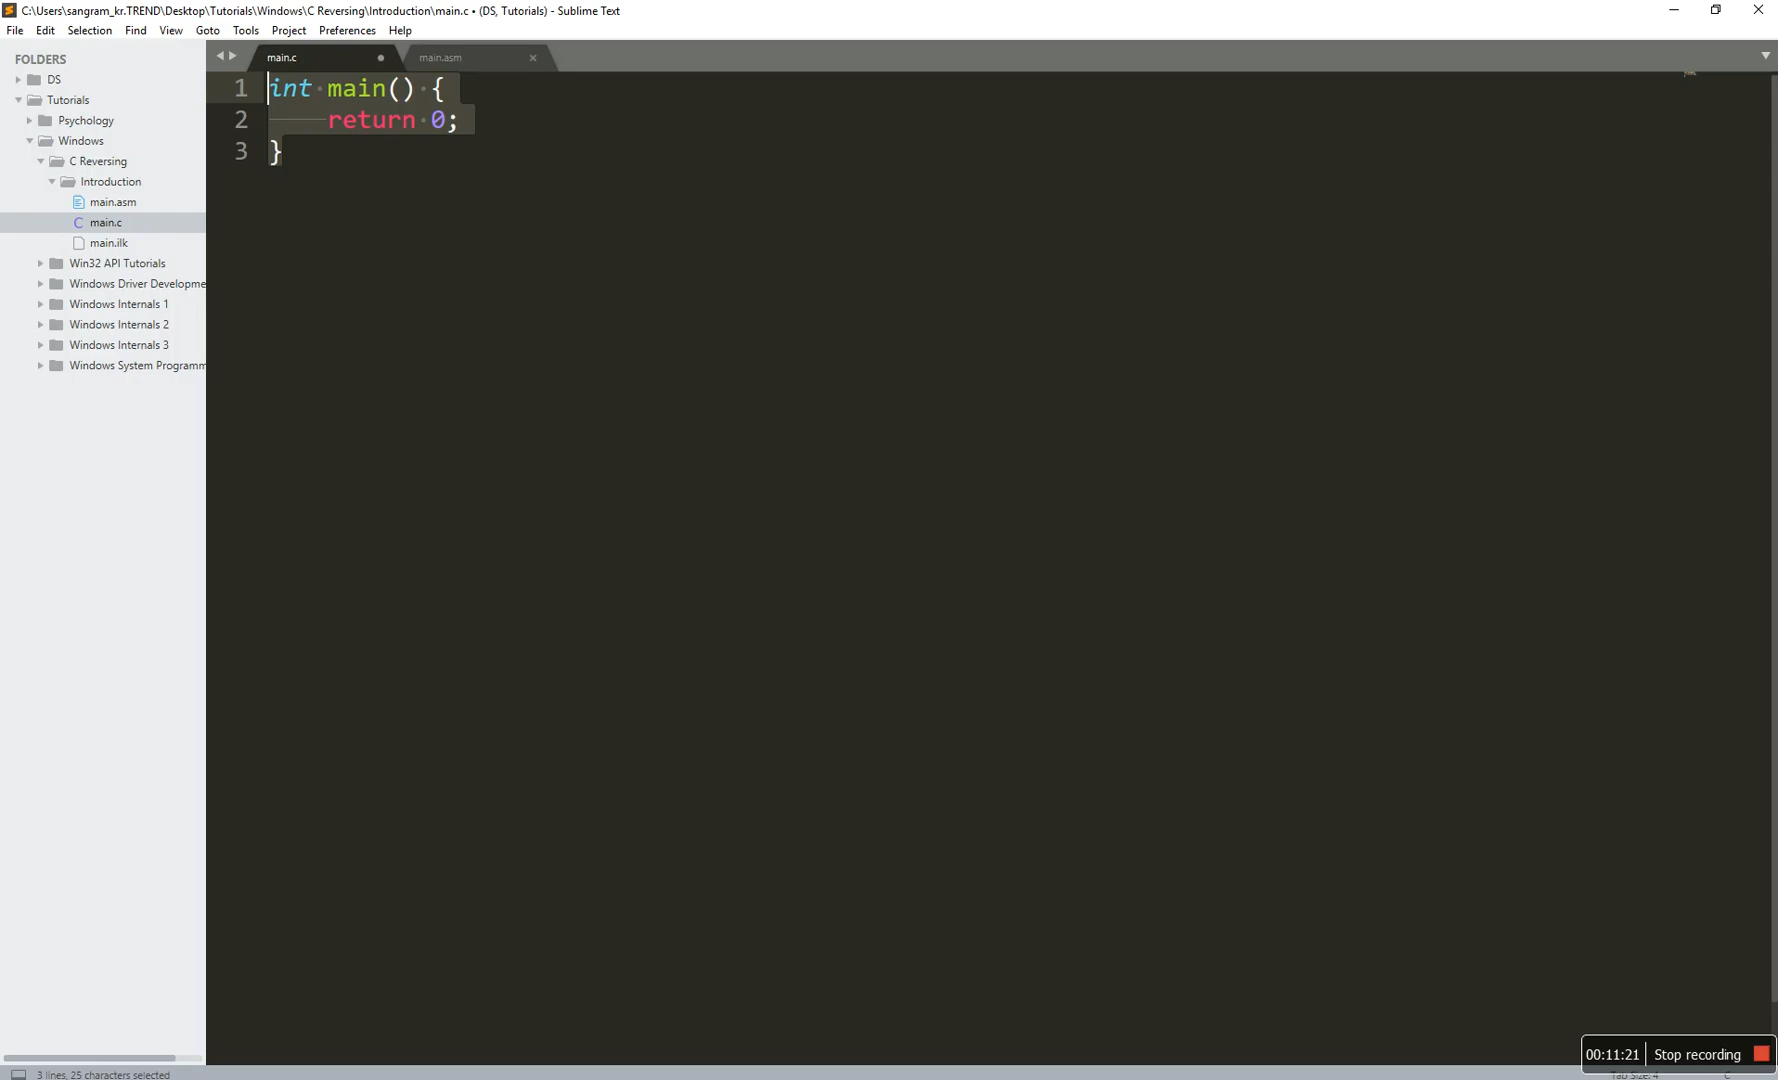 C:\Users\sangram_kr.TREND\Desktop\Tutorials\Windows\C Reversing\Introduction\main.c • (DS, Tutorials) - Sublime Text
File Edit Selection Find View Goto Tools Project Preferences Help
FOLDERS
DS
Tutorials
Psychology
Windows
C Reversing
Introduction
main.asm
C main.c
main.ilk
Win32 API Tutorials
Windows Driver Developme
Windows Internals 1
Windows Internals 2
Windows Internals 3
Windows System Programm
main.c main.asm
1 int main() {
2 return 0;
3 }
00:11:21 Stop recording
3 lines, 25 characters selected
Tab Size: 4 C